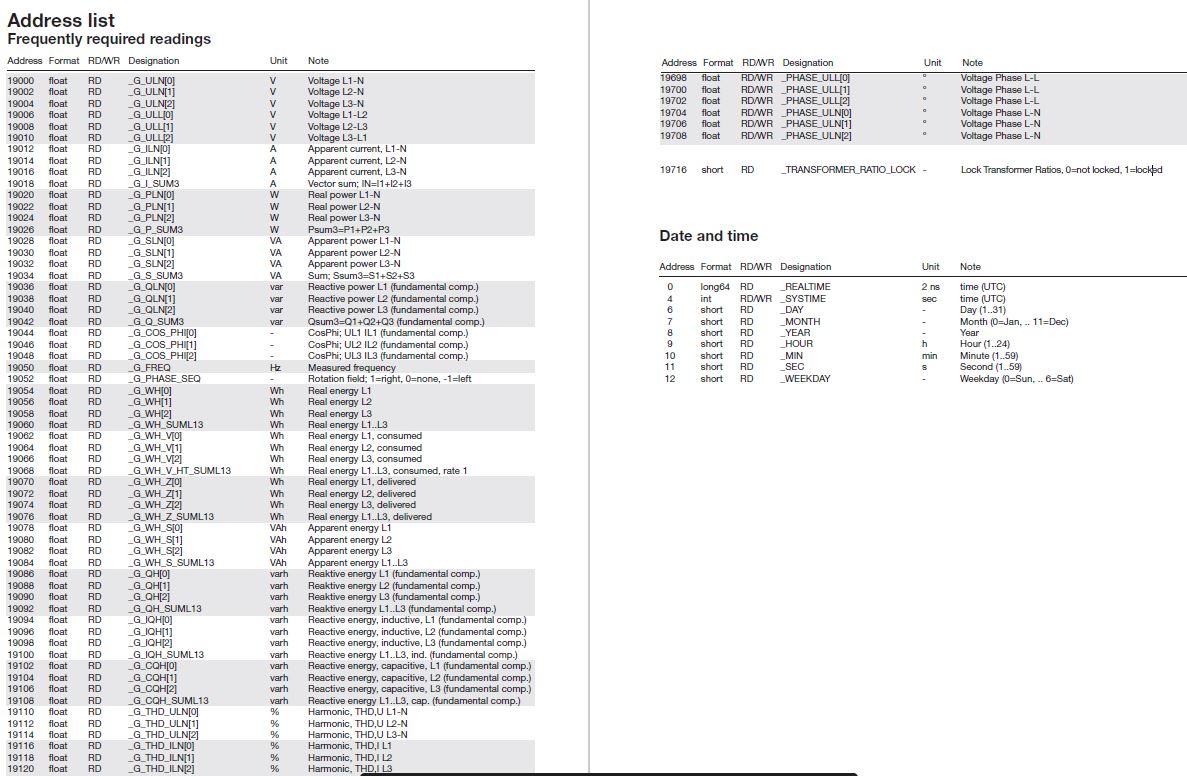 Address list
Frequently required readings
Address Format RD/WR Designation Unit Note
19000 float RD _G_ULN[0] V Voltage L1-N
19002 float RD _G_ULN[1] V Voltage L2-N
19004 float RD _G_ULN[2] V Voltage L3-N
19006 float RD _G_ULL[0] V Voltage L1-L2
19008 float RD _G_ULL[1] V Voltage L2-L3
19010 float RD _G_ULL[2] V Voltage L3-L1
19012 float RD _G_ILN[0] A Apparent current, L1-N
19014 float RD _G_ILN[1] A Apparent current, L2-N
19016 float RD _G_ILN[2] A Apparent current, L3-N
19018 float RD _G_I_SUM3 A Vector sum; IN=I1+I2+I3
19020 float RD _G_PLN[0] W Real power L1-N
19022 float RD _G_PLN[1] W Real power L2-N
19024 float RD _G_PLN[2] W Real power L3-N
19026 float RD _G_P_SUM3 W Psum3=P1+P2+P3
19028 float RD _G_SLN[0] VA Apparent power L1-N
19030 float RD _G_SLN[1] VA Apparent power L2-N
19032 float RD _G_SLN[2] VA Apparent power L3-N
19034 float RD _G_S_SUM3 VA Sum; Ssum3=S1+S2+S3
19036 float RD _G_QLN[0] var Reactive power L1 (fundamental comp.)
19038 float RD _G_QLN[1] var Reactive power L2 (fundamental comp.)
19040 float RD _G_QLN[2] var Reactive power L3 (fundamental comp.)
19042 float RD _G_Q_SUM3 var Qsum3=Q1+Q2+Q3 (fundamental comp.)
19044 float RD _G_COS_PHI[0] - CosPhi; UL1 IL1 (fundamental comp.)
19046 float RD _G_COS_PHI[1] - CosPhi; UL2 IL2 (fundamental comp.)
19048 float RD _G_COS_PHI[2] - CosPhi; UL3 IL3 (fundamental comp.)
19050 float RD _G_FREQ Hz Measured frequency
19052 float RD _G_PHASE_SEQ - Rotation field; 1=right, 0=none, -1=left
19054 float RD _G_WH[0] Wh Real energy L1
19056 float RD _G_WH[1] Wh Real energy L2
19058 float RD _G_WH[2] Wh Real energy L3
19060 float RD _G_WH_SUML13 Wh Real energy L1..L3
19062 float RD _G_WH_V[0] Wh Real energy L1, consumed
19064 float RD _G_WH_V[1] Wh Real energy L2, consumed
19066 float RD _G_WH_V[2] Wh Real energy L3, consumed
19068 float RD _G_WH_V_HT_SUML13 Wh Real energy L1..L3, consumed, rate 1
19070 float RD _G_WH_Z[0] Wh Real energy L1, delivered
19072 float RD _G_WH_Z[1] Wh Real energy L2, delivered
19074 float RD _G_WH_Z[2] Wh Real energy L3, delivered
19076 float RD _G_WH_Z_SUML13 Wh Real energy L1..L3, delivered
19078 float RD _G_WH_S[0] VAh Apparent energy L1
19080 float RD _G_WH_S[1] VAh Apparent energy L2
19082 float RD _G_WH_S[2] VAh Apparent energy L3
19084 float RD _G_WH_S_SUML13 VAh Apparent energy L1..L3
19086 float RD _G_QH[0] varh Reaktive energy L1 (fundamental comp.)
19088 float RD _G_QH[1] varh Reaktive energy L2 (fundamental comp.)
19090 float RD _G_QH[2] varh Reaktive energy L3 (fundamental comp.)
19092 float RD _G_QH_SUML13 varh Reaktive energy L1..L3 (fundamental comp.)
19094 float RD _G_IQH[0] varh Reactive energy, inductive, L1 (fundamental comp.)
19096 float RD _G_IQH[1] varh Reactive energy, inductive, L2 (fundamental comp.)
19098 float RD _G_IQH[2] varh Reactive energy, inductive, L3 (fundamental comp.)
19100 float RD _G_IQH_SUML13 varh Reactive energy L1..L3, ind. (fundamental comp.)
19102 float RD _G_CQH[0] varh Reactive energy, capacitive, L1 (fundamental comp.)
19104 float RD _G_CQH[1] varh Reactive energy, capacitive, L2 (fundamental comp.)
19106 float RD _G_CQH[2] varh Reactive energy, capacitive, L3 (fundamental comp.)
19108 float RD _G_CQH_SUML13 varh Reactive energy L1..L3, cap. (fundamental comp.)
19110 float RD _G_THD_ULN[0] % Harmonic, THD,U L1-N
19112 float RD _G_THD_ULN[1] % Harmonic, THD,U L2-N
19114 float RD _G_THD_ULN[2] % Harmonic, THD,U L3-N
19116 float RD _G_THD_ILN[0] % Harmonic, THD,I L1
19118 float RD _G_THD_ILN[1] % Harmonic, THD,I L2
19120 float RD _G_THD_ILN[2] % Harmonic, THD,I L3
Address Format RD/WR Designation Unit Note
19698 float RD/WR _PHASE_ULL[0] ° Voltage Phase L-L
19700 float RD/WR _PHASE_ULL[1] ° Voltage Phase L-L
19702 float RD/WR _PHASE_ULL[2] ° Voltage Phase L-L
19704 float RD/WR _PHASE_ULN[0] ° Voltage Phase L-N
19706 float RD/WR _PHASE_ULN[1] ° Voltage Phase L-N
19708 float RD/WR _PHASE_ULN[2] ° Voltage Phase L-N
19716 short RD _TRANSFORMER_RATIO_LOCK - Lock Transformer Ratios, 0=not locked, 1=locked
Date and time
Address Format RD/WR Designation Unit Note
0 long64 RD _REALTIME 2 ns time (UTC)
4 int RD/WR _SYSTIME sec time (UTC)
6 short RD _DAY - Day (1..31)
7 short RD _MONTH - Month (0=Jan, .. 11=Dec)
8 short RD _YEAR - Year
9 short RD _HOUR h Hour (1..24)
10 short RD _MIN min Minute (1..59)
11 short RD _SEC s Second (1..59)
12 short RD _WEEKDAY - Weekday (0=Sun, .. 6=Sat)